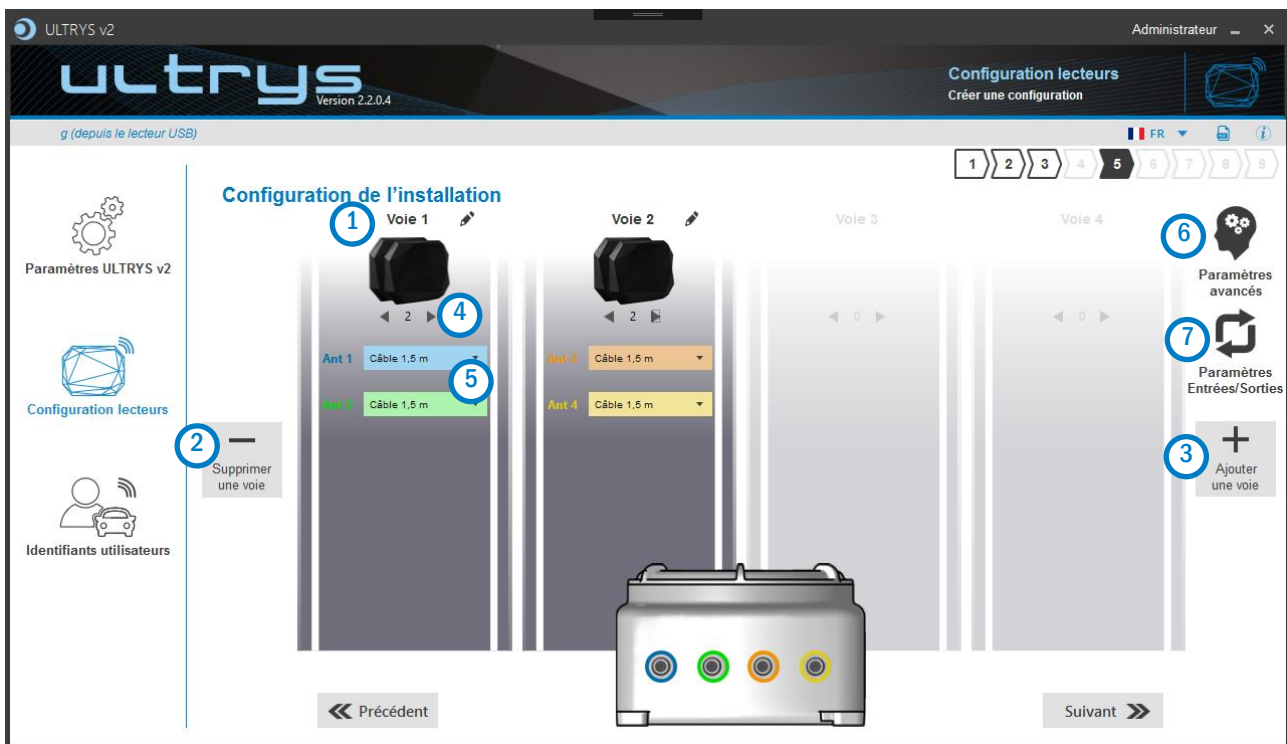 ULTRYS v2
Administrateur
ultrys
Version 2.2.0.4
Configuration lecteurs
Créer une configuration
g (depuis le lecteur USB)
FR
i
1 2 3 4 5 6 7 8 9
Configuration de l'installation
1
Voie 1
Voie 2
Voie 3
Voie 4
6
Paramètres ULTRYS v2
Paramètres
avancés
2
4
2
0
0
7
Ant 1
Câble 1,5 m
Ant 3
Câble 1,5 m
5
Paramètres
Entrées/Sorties
Configuration lecteurs
Ant 2
Câble 1,5 m
Ant 4
Câble 1,5 m
2
Supprimer
une voie
3
Ajouter
une voie
Identifiants utilisateurs
Précédent
Suivant